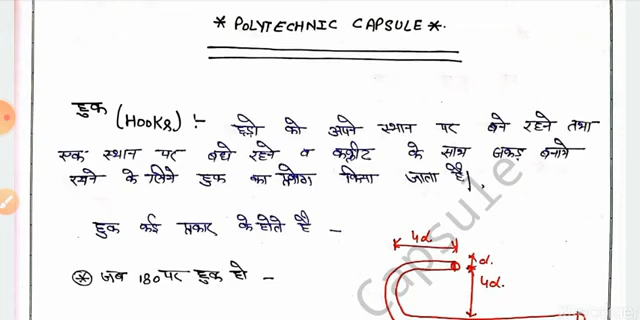 * POLYTECHNIC CAPSULE *.
हुक (HOOKS) :- छड़ो को अपने स्थान पर बने रहने तथा
एक स्थान पर बधे रहने व कंक्रीट के साथ जकड़ बनाये
रखने के लिये हुक का प्रयोग किया जाता है।
हुक कई प्रकार के होते है -
4d
d
* जब 180 पर हुक हो -
4d
Capsule